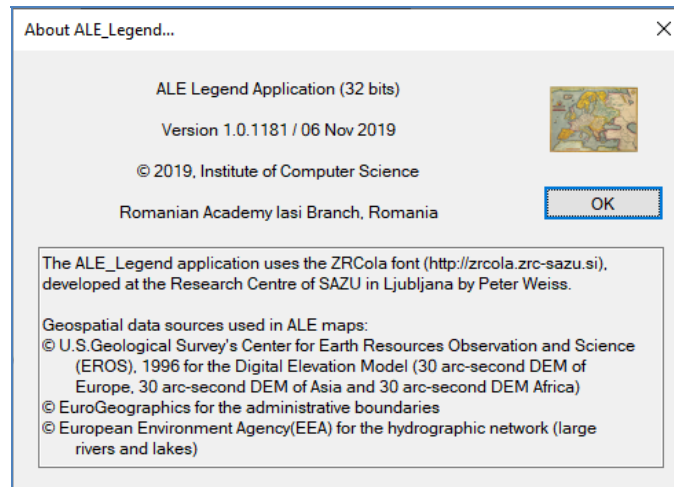 About ALE_Legend...
ALE Legend Application (32 bits)
Version 1.0.1181 / 06 Nov 2019
© 2019, Institute of Computer Science
Romanian Academy Iasi Branch, Romania
OK
The ALE_Legend application uses the ZRCola font (http://zrcola.zrc-sazu.si),
developed at the Research Centre of SAZU in Ljubljana by Peter Weiss.
Geospatial data sources used in ALE maps:
© U.S.Geological Survey's Center for Earth Resources Observation and Science
(EROS), 1996 for the Digital Elevation Model (30 arc-second DEM of
Europe, 30 arc-second DEM of Asia and 30 arc-second DEM Africa)
© EuroGeographics for the administrative boundaries
© European Environment Agency(EEA) for the hydrographic network (large
rivers and lakes)